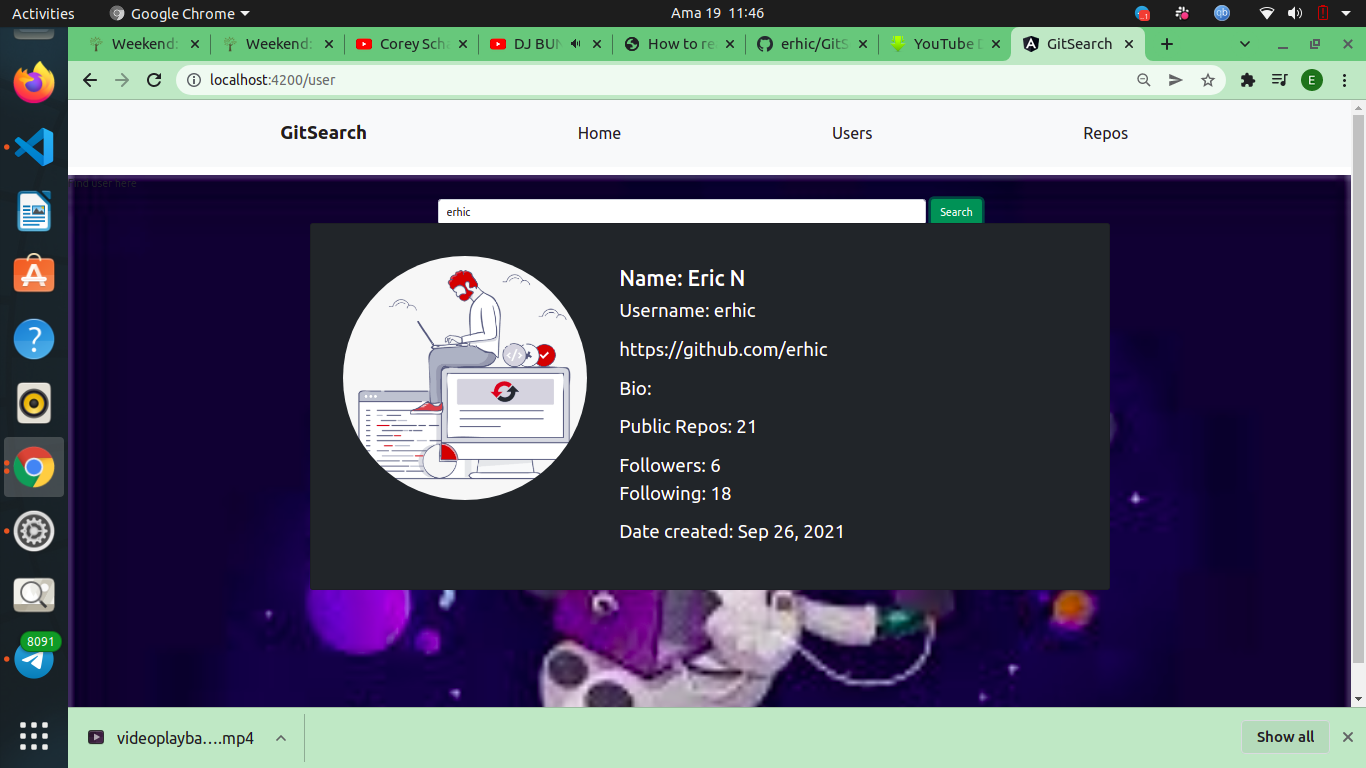 Activities
Google Chrome
Ama 19 11:46
Weekend:
Weekend:
Corey Scha
DJ BUN
How to re
erhic/GitS
YouTube D
GitSearch
localhost:4200/user
E
GitSearch
Home
Users
Repos
user here
erhic
Search
Name: Eric N
Username: erhic
https://github.com/erhic
Bio:
Public Repos: 21
Followers: 6
Following: 18
Date created: Sep 26, 2021
8091
videoplayba....mp4
Show all